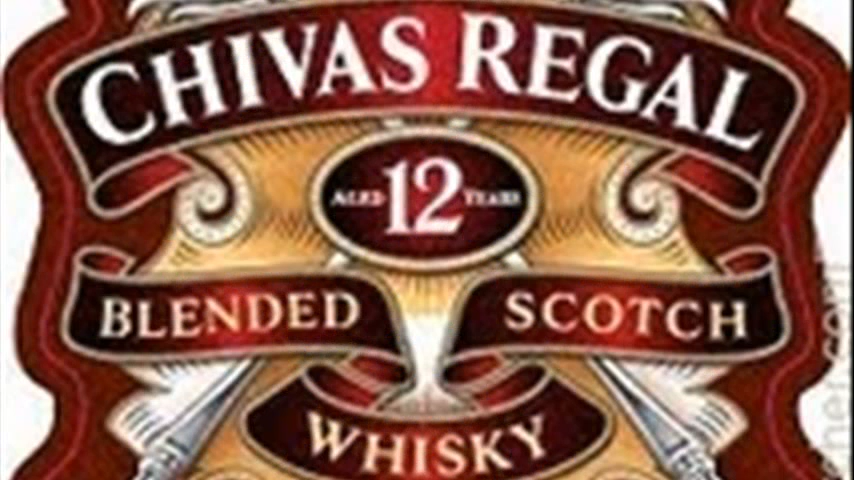 CHIVAS REGAL
AGED 12 YEARS
BLENDED SCOTCH
WHISKY